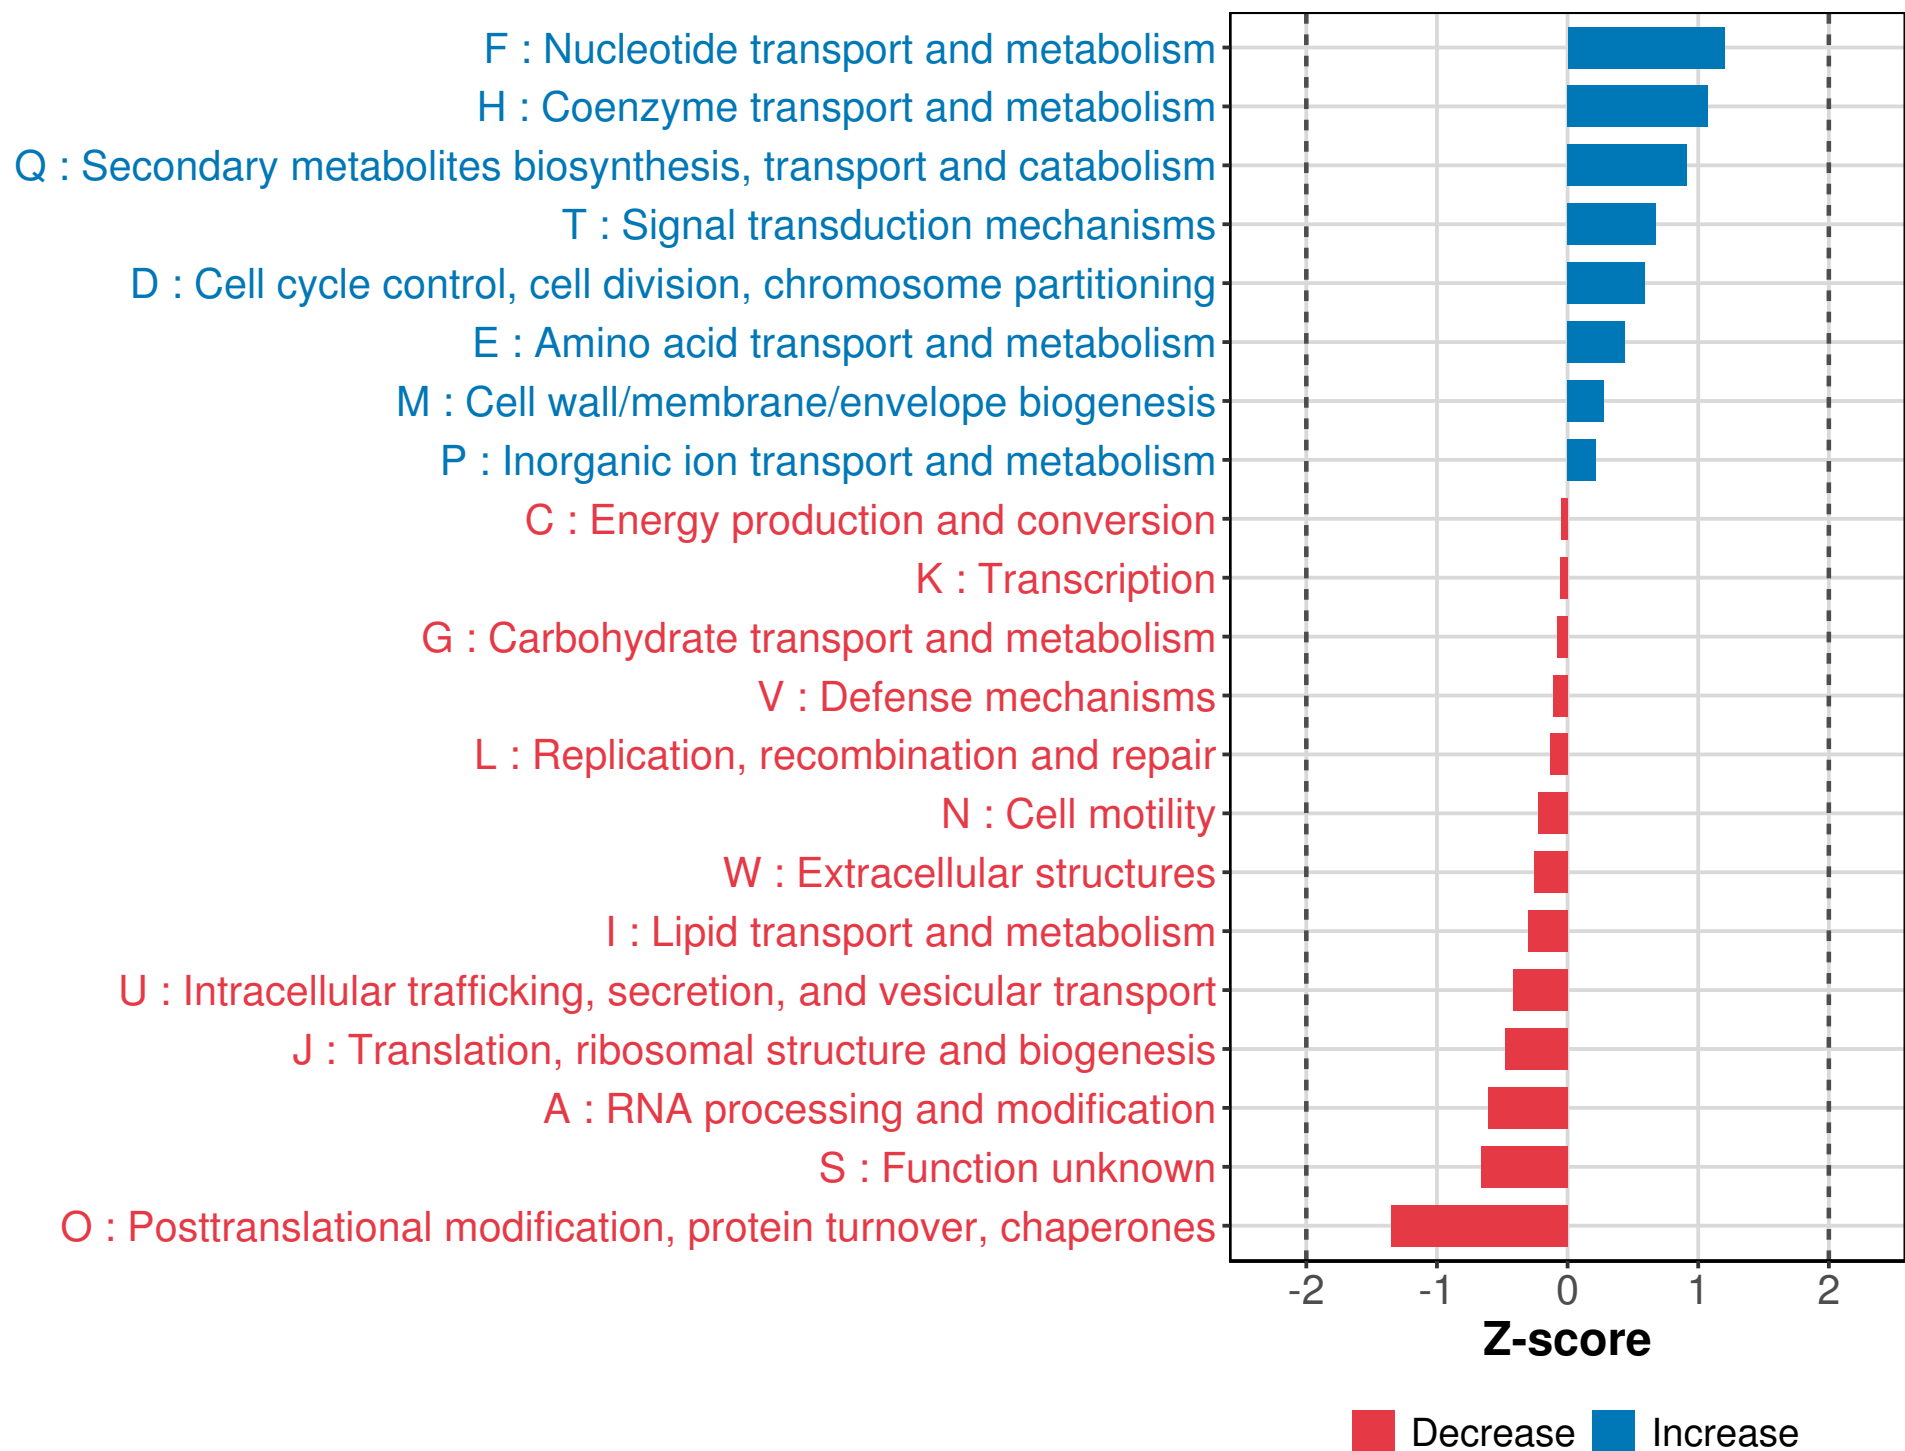 F : Nucleotide transport and metabolism
H : Coenzyme transport and metabolism
Q : Secondary metabolites biosynthesis, transport and catabolism
T : Signal transduction mechanisms
D : Cell cycle control, cell division, chromosome partitioning
E : Amino acid transport and metabolism
M : Cell wall/membrane/envelope biogenesis
P : Inorganic ion transport and metabolism
C : Energy production and conversion
K : Transcription
G : Carbohydrate transport and metabolism
V : Defense mechanisms
L : Replication, recombination and repair
N : Cell motility
W : Extracellular structures
I : Lipid transport and metabolism
U : Intracellular trafficking, secretion, and vesicular transport
J : Translation, ribosomal structure and biogenesis
A : RNA processing and modification
S : Function unknown
O : Posttranslational modification, protein turnover, chaperones
-2 -1 0 1 2
Z-score
Decrease Increase